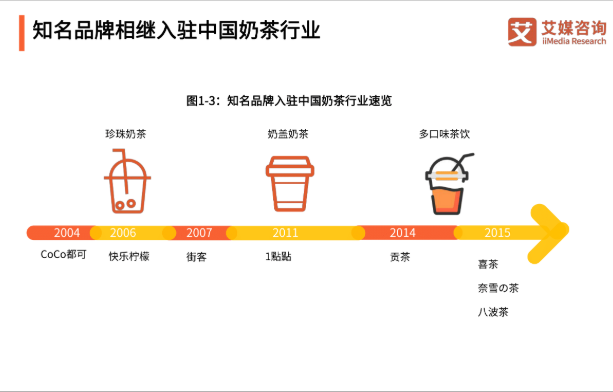 知名品牌相继入驻中国奶茶行业
艾媒咨询
iiMedia Research
图1-3：知名品牌入驻中国奶茶行业速览
珍珠奶茶 奶盖奶茶 多口味茶饮
2004 2006 2007 2011 2014 2015
CoCo都可 快乐柠檬 街客 1點點 贡茶
喜茶
奈雪の茶
八波茶